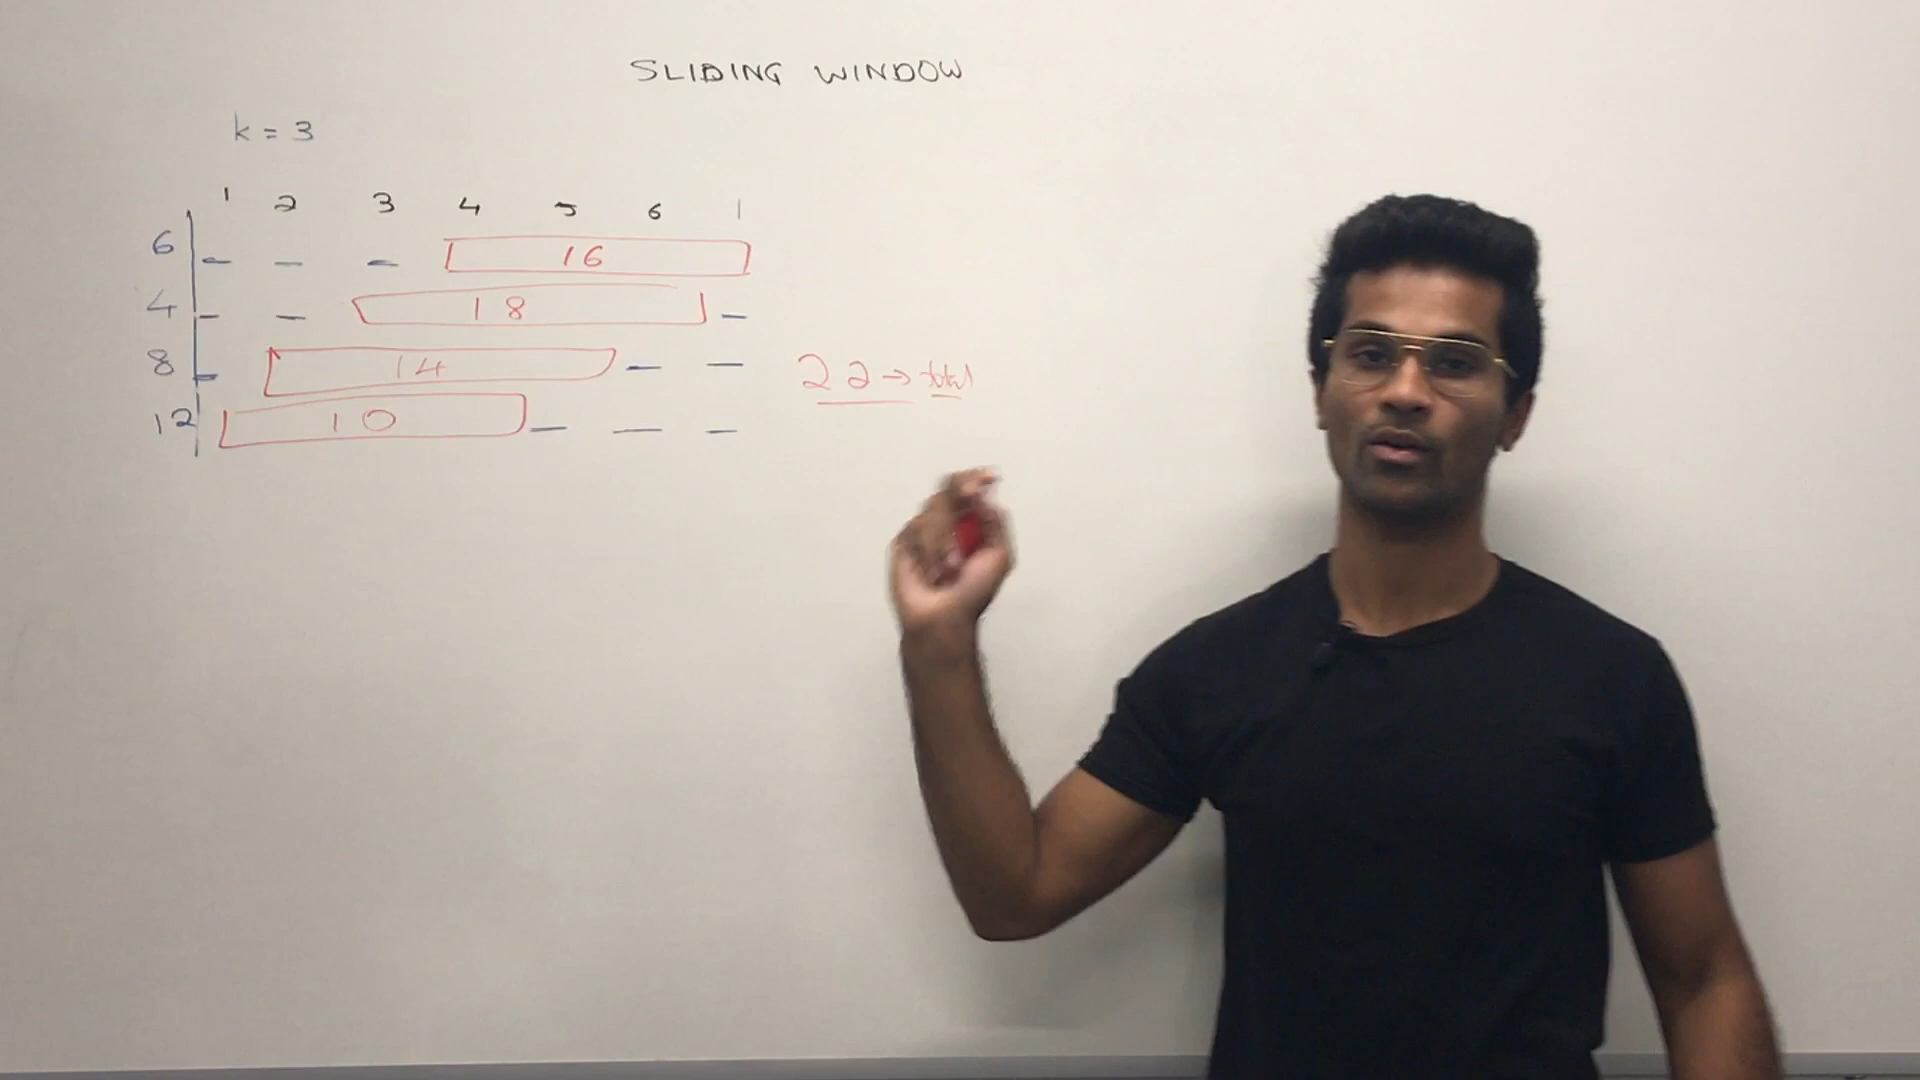 SLIDING WINDOW
k = 3
1 2 3 4 5 6 1
6 - - - 16
4 - - 18 -
8 - 14 - -
22 → total
12 10 - - -